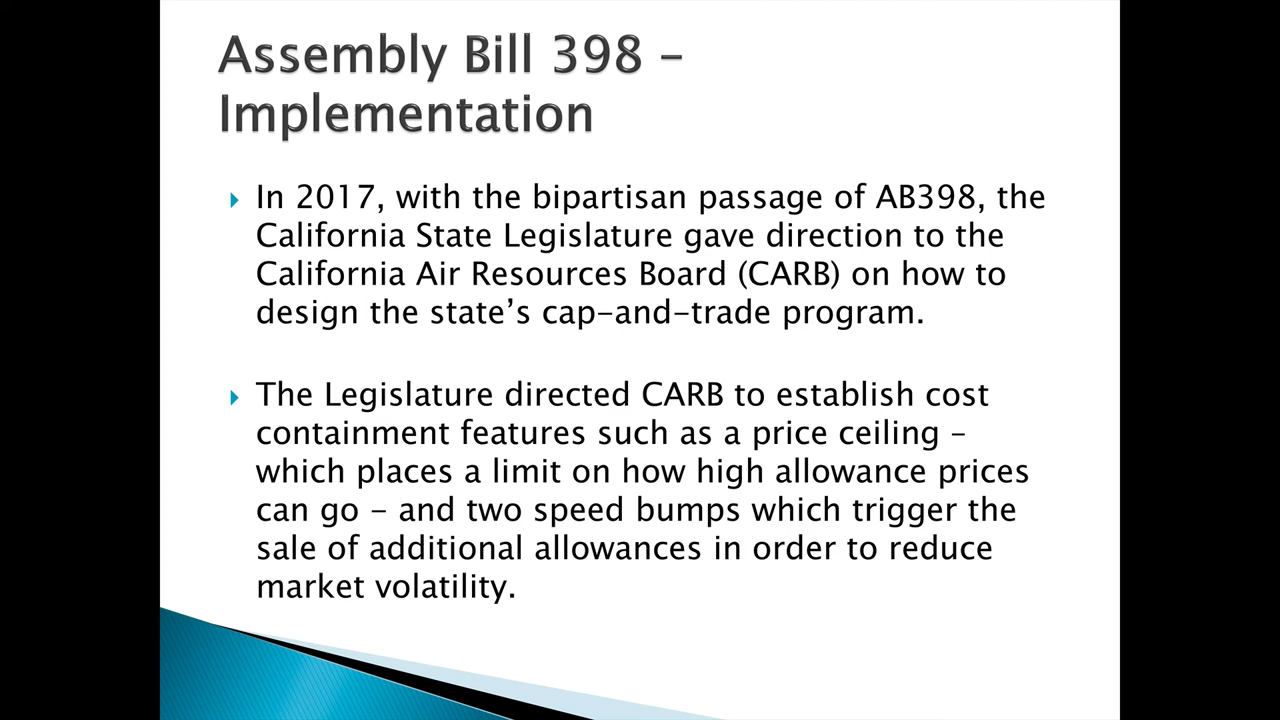 Assembly Bill 398 –
Implementation
In 2017, with the bipartisan passage of AB398, the
California State Legislature gave direction to the
California Air Resources Board (CARB) on how to
design the state’s cap-and-trade program.
The Legislature directed CARB to establish cost
containment features such as a price ceiling –
which places a limit on how high allowance prices
can go – and two speed bumps which trigger the
sale of additional allowances in order to reduce
market volatility.